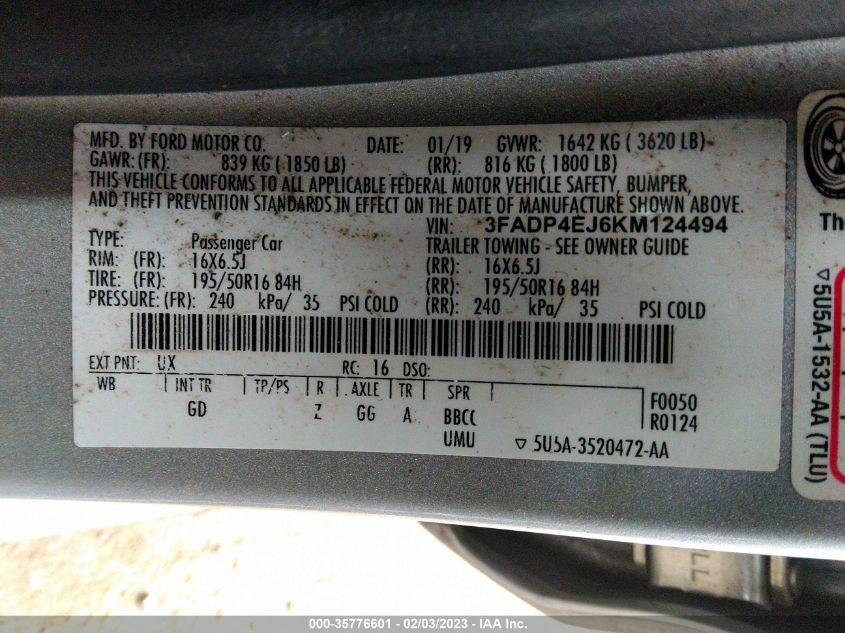 MFD. BY FORD MOTOR CO. DATE: 01/19 GVWR: 1642 KG ( 3620 LB)
GAWR:(FR): 839 KG ( 1850 LB) (RR): 816 KG ( 1800 LB)
THIS VEHICLE CONFORMS TO ALL APPLICABLE FEDERAL MOTOR VEHICLE SAFETY, BUMPER,
AND THEFT PREVENTION STANDARDS IN EFFECT ON THE DATE OF MANUFACTURE SHOWN ABOVE.
VIN: 3FADP4EJ6KM124494
TYPE: Passenger Car TRAILER TOWING - SEE OWNER GUIDE
RIM: (FR): 16X6.5J (RR): 16X6.5J
TIRE: (FR): 195/50R16 84H (RR): 195/50R16 84H
PRESSURE: (FR): 240 kPa/ 35 PSI COLD (RR): 240 kPa/ 35 PSI COLD
EXT PNT: UX RC: 16 DSO:
WB INT TR TP/PS R AXLE TR SPR F0050
GD Z GG A BBCC R0124
UMU ▽ 5U5A-3520472-AA
Th
▽5U5A-1532-AA (TLU)
000-35776601 - 02/03/2023 - IAA Inc.